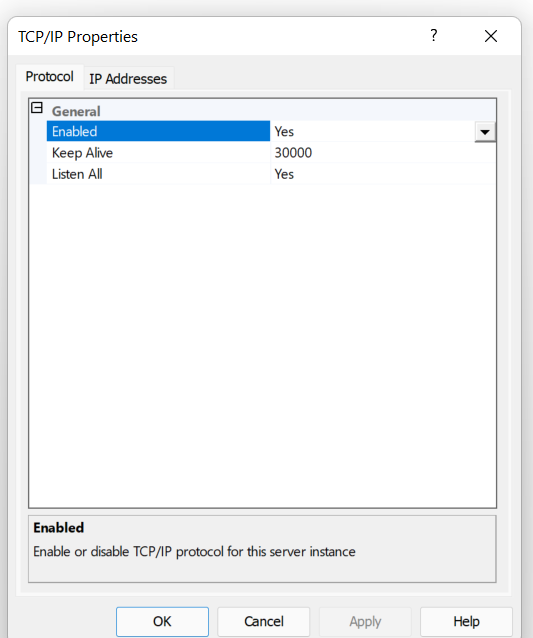 TCP/IP Properties ?
Protocol IP Addresses
General
Enabled Yes
Keep Alive 30000
Listen All Yes
Enabled
Enable or disable TCP/IP protocol for this server instance
OK Cancel Apply Help